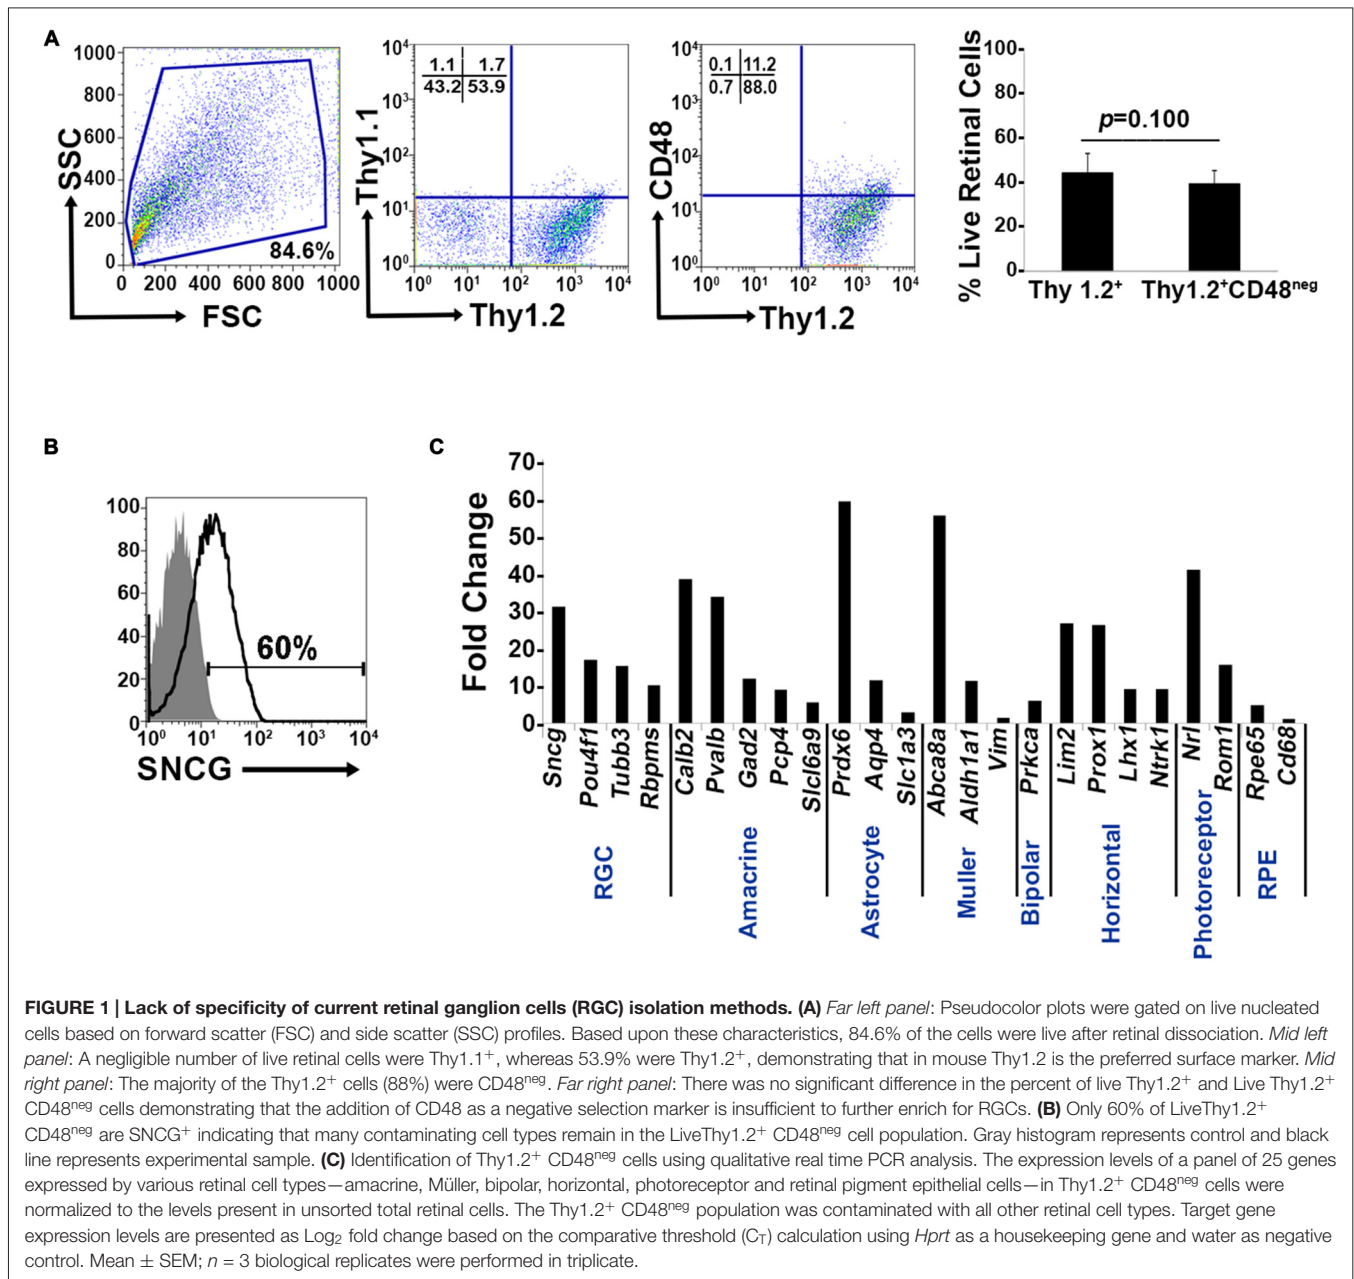 A
1000
800
600
400
200
0
SSC
84.6%
0 200 400 600 800 1000
FSC
10⁴
10³
10²
10¹
10⁰
Thy1.1
1.1 1.7
43.2 53.9
10⁰ 10¹ 10² 10³ 10⁴
Thy1.2
10⁴
10³
10²
10¹
10⁰
CD48
0.1 11.2
0.7 88.0
10⁰ 10¹ 10² 10³ 10⁴
Thy1.2
% Live Retinal Cells
100
80
60
40
20
0
p=0.100
Thy 1.2⁺ Thy1.2⁺CD48ⁿᵉᵍ
B
100
80
60
40
20
0
60%
10⁰ 10¹ 10² 10³ 10⁴
SNCG
C
Fold Change
70
60
50
40
30
20
10
0
Sncg
Pou4f1
Tubb3
Rbpms
Calb2
Pvalb
Gad2
Pcp4
Slcl6a9
Prdx6
Aqp4
Slc1a3
Abca8a
Aldh1a1
Vim
Prkca
Lim2
Prox1
Lhx1
Ntrk1
Nrl
Rom1
Rpe65
Cd68
RGC
Amacrine
Astrocyte
Muller
Bipolar
Horizontal
Photoreceptor
RPE
FIGURE 1 | Lack of specificity of current retinal ganglion cells (RGC) isolation methods. (A) Far left panel: Pseudocolor plots were gated on live nucleated
cells based on forward scatter (FSC) and side scatter (SSC) profiles. Based upon these characteristics, 84.6% of the cells were live after retinal dissociation. Mid left
panel: A negligible number of live retinal cells were Thy1.1⁺, whereas 53.9% were Thy1.2⁺, demonstrating that in mouse Thy1.2 is the preferred surface marker. Mid
right panel: The majority of the Thy1.2⁺ cells (88%) were CD48ⁿᵉᵍ. Far right panel: There was no significant difference in the percent of live Thy1.2⁺ and Live Thy1.2⁺
CD48ⁿᵉᵍ cells demonstrating that the addition of CD48 as a negative selection marker is insufficient to further enrich for RGCs. (B) Only 60% of LiveThy1.2⁺
CD48ⁿᵉᵍ are SNCG⁺ indicating that many contaminating cell types remain in the LiveThy1.2⁺ CD48ⁿᵉᵍ cell population. Gray histogram represents control and black
line represents experimental sample. (C) Identification of Thy1.2⁺ CD48ⁿᵉᵍ cells using qualitative real time PCR analysis. The expression levels of a panel of 25 genes
expressed by various retinal cell types—amacrine, Müller, bipolar, horizontal, photoreceptor and retinal pigment epithelial cells—in Thy1.2⁺ CD48ⁿᵉᵍ cells were
normalized to the levels present in unsorted total retinal cells. The Thy1.2⁺ CD48ⁿᵉᵍ population was contaminated with all other retinal cell types. Target gene
expression levels are presented as Log₂ fold change based on the comparative threshold (C_T) calculation using Hprt as a housekeeping gene and water as negative
control. Mean ± SEM; n = 3 biological replicates were performed in triplicate.